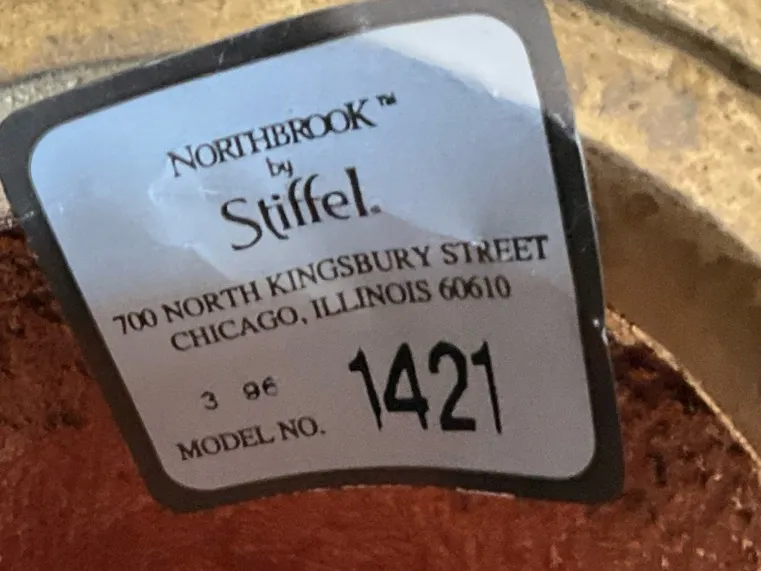 NORTHBROOK™
by
Stiffel®
700 NORTH KINGSBURY STREET
CHICAGO, ILLINOIS 60610
3 96
MODEL NO. 1421